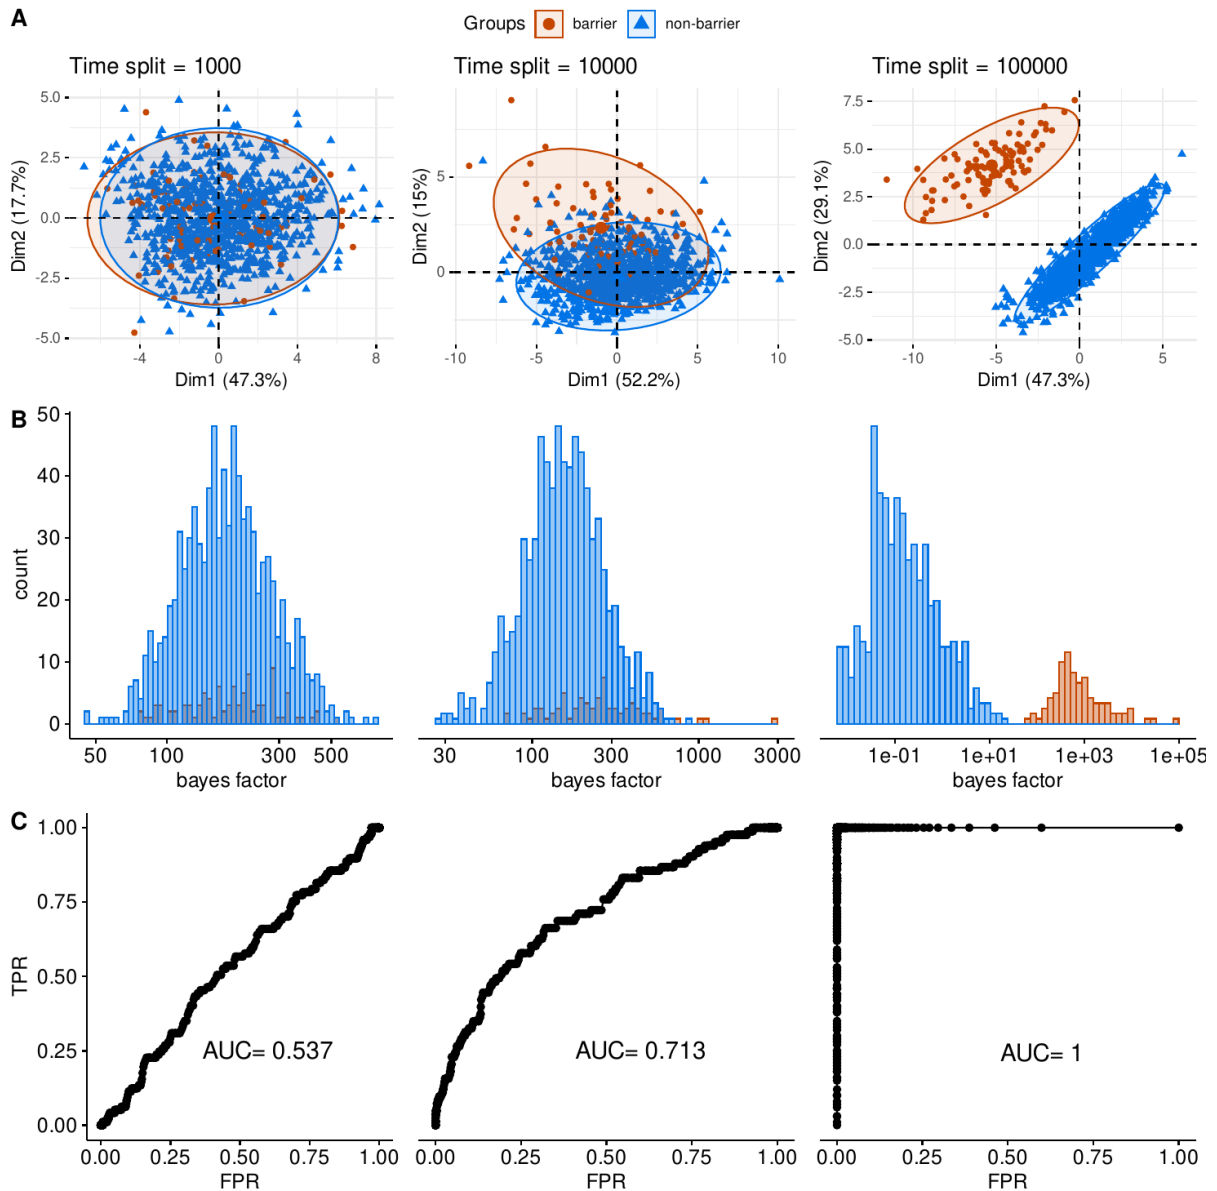 A
Groups barrier non-barrier
Time split = 1000
Time split = 10000
Time split = 100000
Dim2 (17.7%)
5.0
2.5
0.0
-2.5
-5.0
-4 0 4 8
Dim1 (47.3%)
Dim2 (15%)
5
0
-10 -5 0 5 10
Dim1 (52.2%)
Dim2 (29.1%)
7.5
5.0
2.5
0.0
-2.5
-5.0
-10 -5 0 5
Dim1 (47.3%)
B
count
50
40
30
20
10
0
50 100 300 500
bayes factor
30 100 300 1000 3000
bayes factor
1e-01 1e+01 1e+03 1e+05
bayes factor
C
TPR
1.00
0.75
0.50
0.25
0.00
AUC= 0.537
AUC= 0.713
AUC= 1
0.00 0.25 0.50 0.75 1.00
FPR
0.00 0.25 0.50 0.75 1.00
FPR
0.00 0.25 0.50 0.75 1.00
FPR